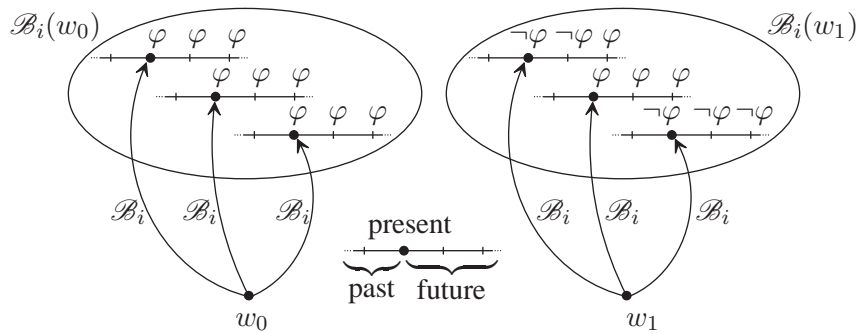 ℬᵢ(w₀)
φ φ φ
φ φ φ
φ φ φ
ℬᵢ ℬᵢ ℬᵢ
w₀
present
past future
ℬᵢ(w₁)
¬φ ¬φ φ
φ φ φ
¬φ ¬φ ¬φ
ℬᵢ ℬᵢ ℬᵢ
w₁